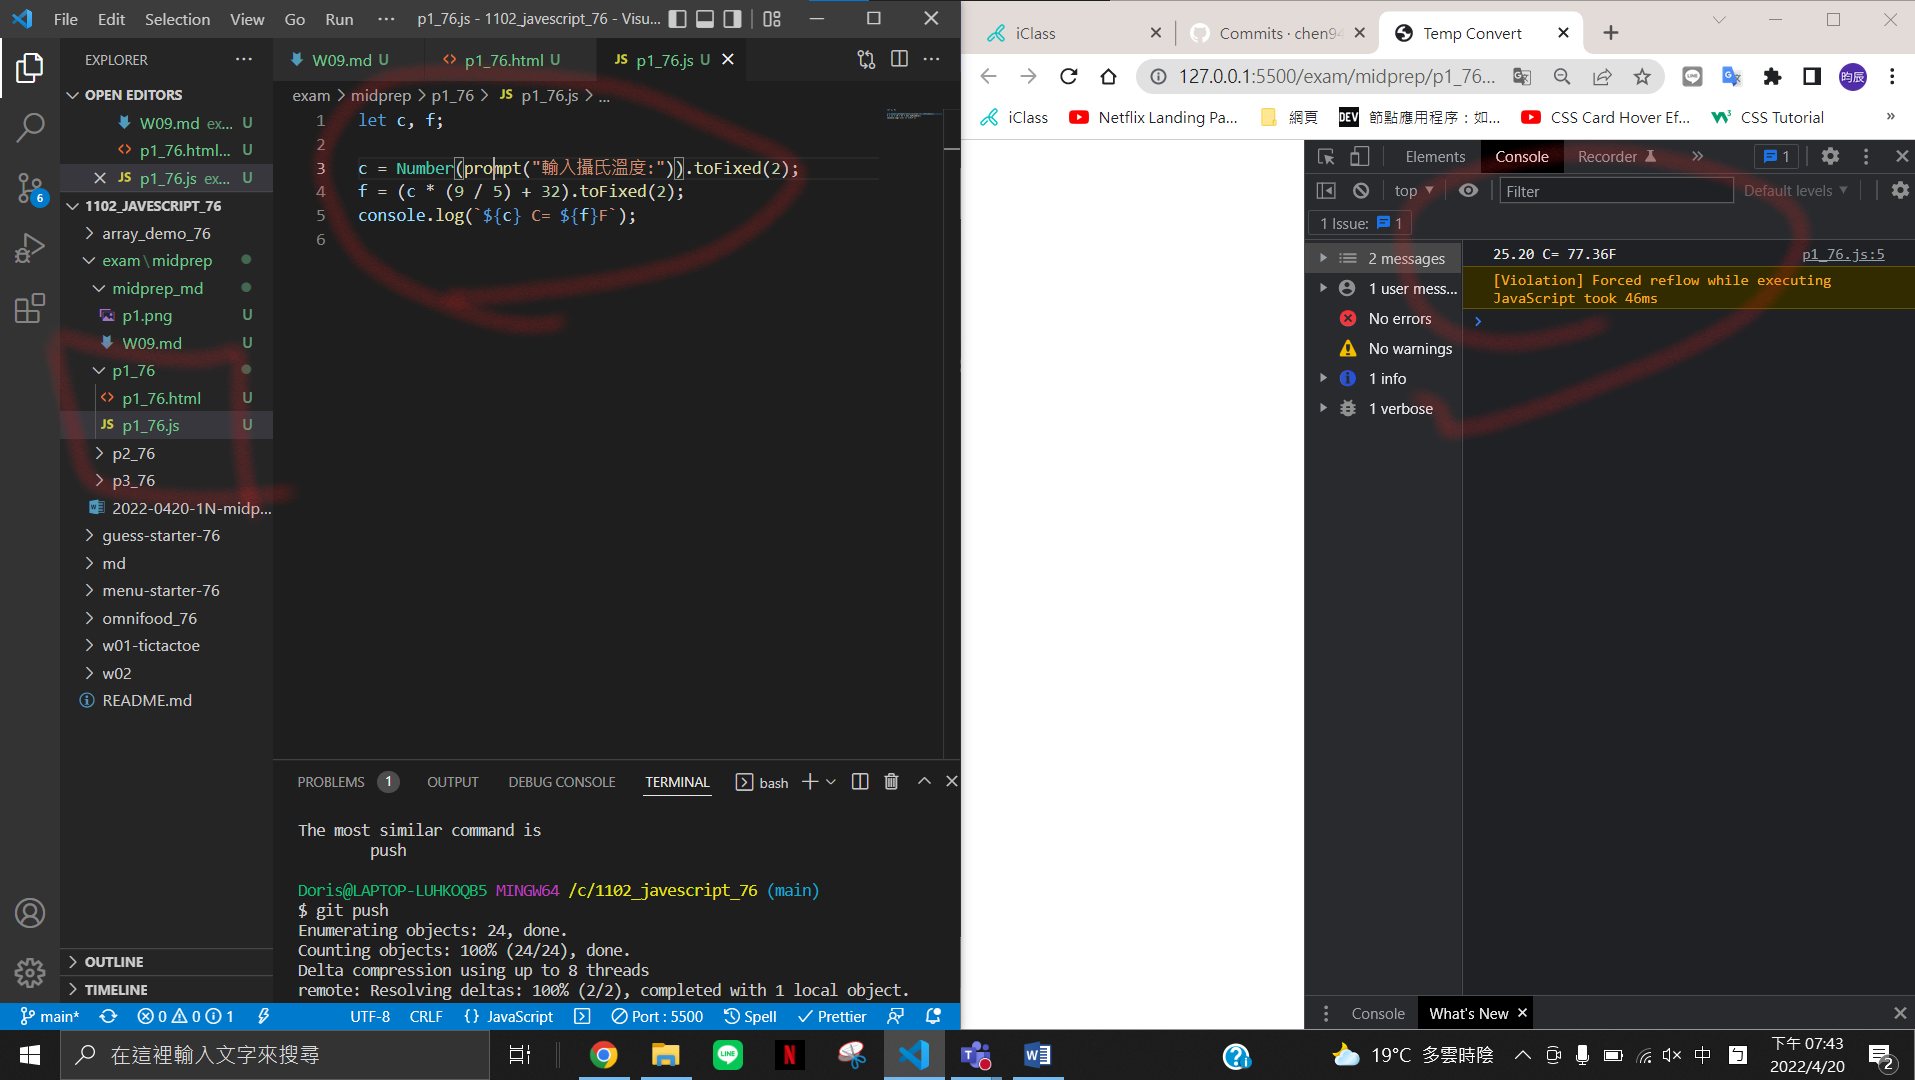 File Edit Selection View Go Run ··· p1_76.js - 1102_javescript_76 - Visu...
EXPLORER ···
OPEN EDITORS
W09.md ex... U
p1_76.html... U
JS p1_76.js ex... U
6
1102_JAVESCRIPT_76
array_demo_76
exam\midprep
midprep_md
p1.png U
W09.md U
p1_76
p1_76.html U
JS p1_76.js U
p2_76
p3_76
2022-0420-1N-midp...
guess-starter-76
md
menu-starter-76
omnifood_76
w01-tictactoe
w02
README.md
OUTLINE
TIMELINE
W09.md U <> p1_76.html U JS p1_76.js U
exam > midprep > p1_76 > JS p1_76.js > ...
1 let c, f;
2
3 c = Number(prompt("輸入攝氏溫度:")).toFixed(2);
4 f = (c * (9 / 5) + 32).toFixed(2);
5 console.log(`${c} C= ${f}F`);
6
PROBLEMS 1 OUTPUT DEBUG CONSOLE TERMINAL bash
The most similar command is
push
Doris@LAPTOP-LUHKOQB5 MINGW64 /c/1102_javescript_76 (main)
$ git push
Enumerating objects: 24, done.
Counting objects: 100% (24/24), done.
Delta compression using up to 8 threads
remote: Resolving deltas: 100% (2/2), completed with 1 local object.
main* 0 0 1 UTF-8 CRLF {} JavaScript Port : 5500 Spell Prettier
iClass Commits · chen94 Temp Convert
127.0.0.1:5500/exam/midprep/p1_76... 昀辰
iClass Netflix Landing Pa... 網頁 DEV 節點應用程序：如... CSS Card Hover Ef... CSS Tutorial »
Elements Console Recorder » 1
top Filter Default levels
1 Issue: 1
2 messages
1 user mess...
No errors
No warnings
1 info
1 verbose
25.20 C= 77.36F p1_76.js:5
[Violation] Forced reflow while executing
JavaScript took 46ms
Console What's New
在這裡輸入文字來搜尋
LINE N
19°C 多雲時陰 中 ㄅ
下午 07:43
2022/4/20
2